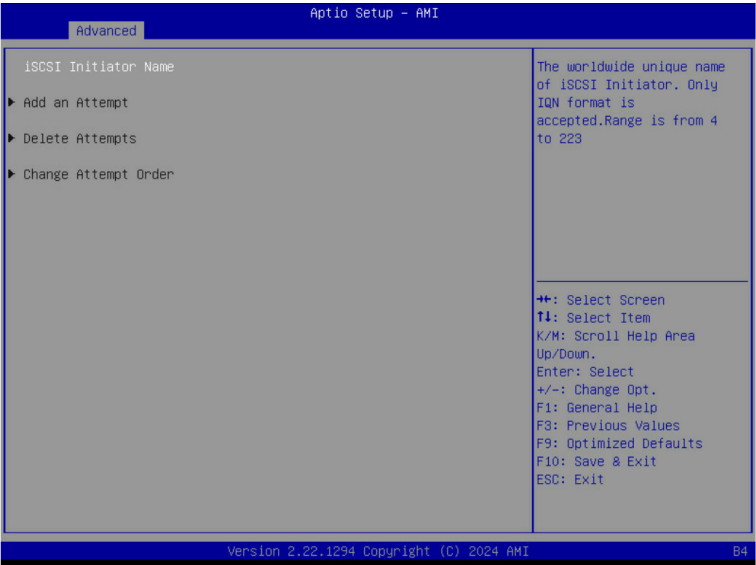 Aptio Setup – AMI
Advanced
iSCSI Initiator Name
▶ Add an Attempt
▶ Delete Attempts
▶ Change Attempt Order
The worldwide unique name
of iSCSI Initiator. Only
IQN format is
accepted.Range is from 4
to 223
→←: Select Screen
↑↓: Select Item
K/M: Scroll Help Area
Up/Down.
Enter: Select
+/-: Change Opt.
F1: General Help
F3: Previous Values
F9: Optimized Defaults
F10: Save & Exit
ESC: Exit
Version 2.22.1294 Copyright (C) 2024 AMI
B4